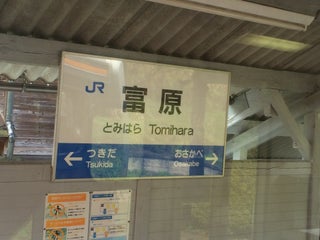 JR
富原
とみはら Tomihara
← つきだ おさかべ →
Tsukida Osakabe